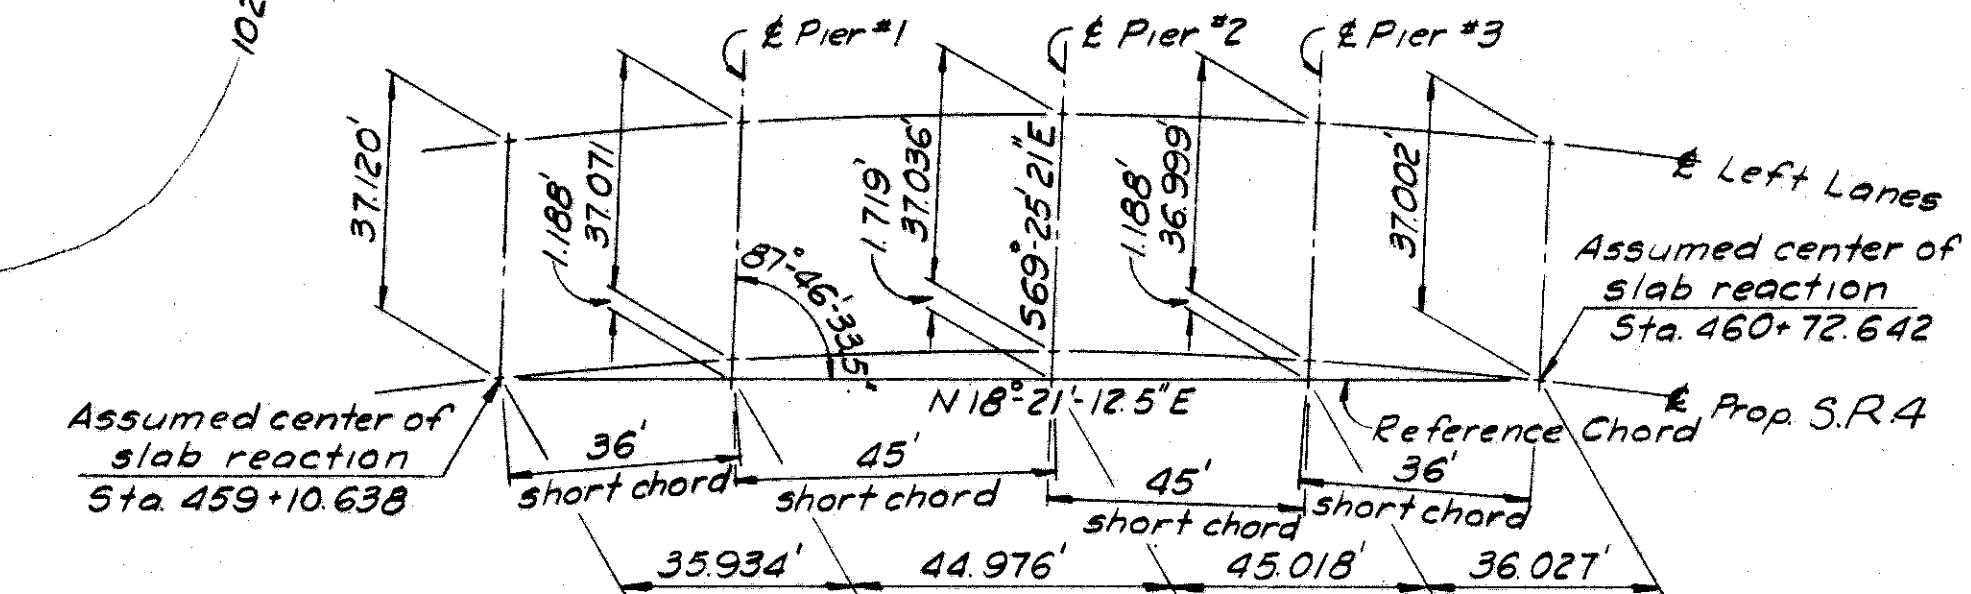 102
℄ Pier #1
℄ Pier #2
℄ Pier #3
37.120'
1.188'
37.071'
1.719'
37.036'
S69°-25'21"E
1.188'
36.999'
37.002'
℄ Left Lanes
87°-46'-33.5"
Assumed center of
slab reaction
Sta. 460+72.642
N 18°-21'-12.5" E
Reference Chord
℄ Prop. S.R.4
Assumed center of
slab reaction
Sta. 459+10.638
36'
short chord
45'
short chord
45'
short chord
36'
short chord
35.934'
44.976'
45.018'
36.027'